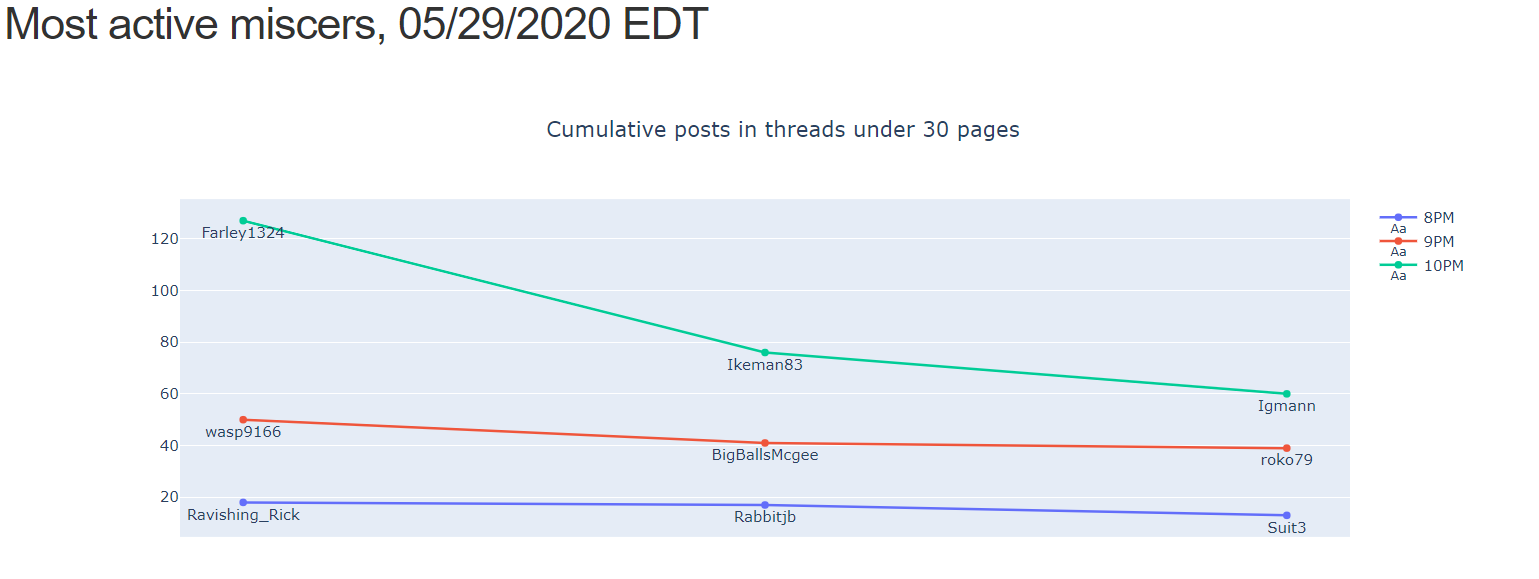 Most active miscers, 05/29/2020 EDT
Cumulative posts in threads under 30 pages
8PM
Aa
9PM
Aa
10PM
Aa
120
100
80
60
40
20
Farley1324
Ikeman83
Igmann
wasp9166
BigBallsMcgee
roko79
Ravishing_Rick
Rabbitjb
Suit3